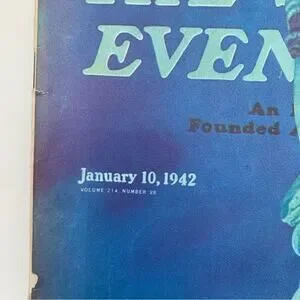 EVEN
An
Founded A
January 10, 1942
VOLUME 214, NUMBER 28